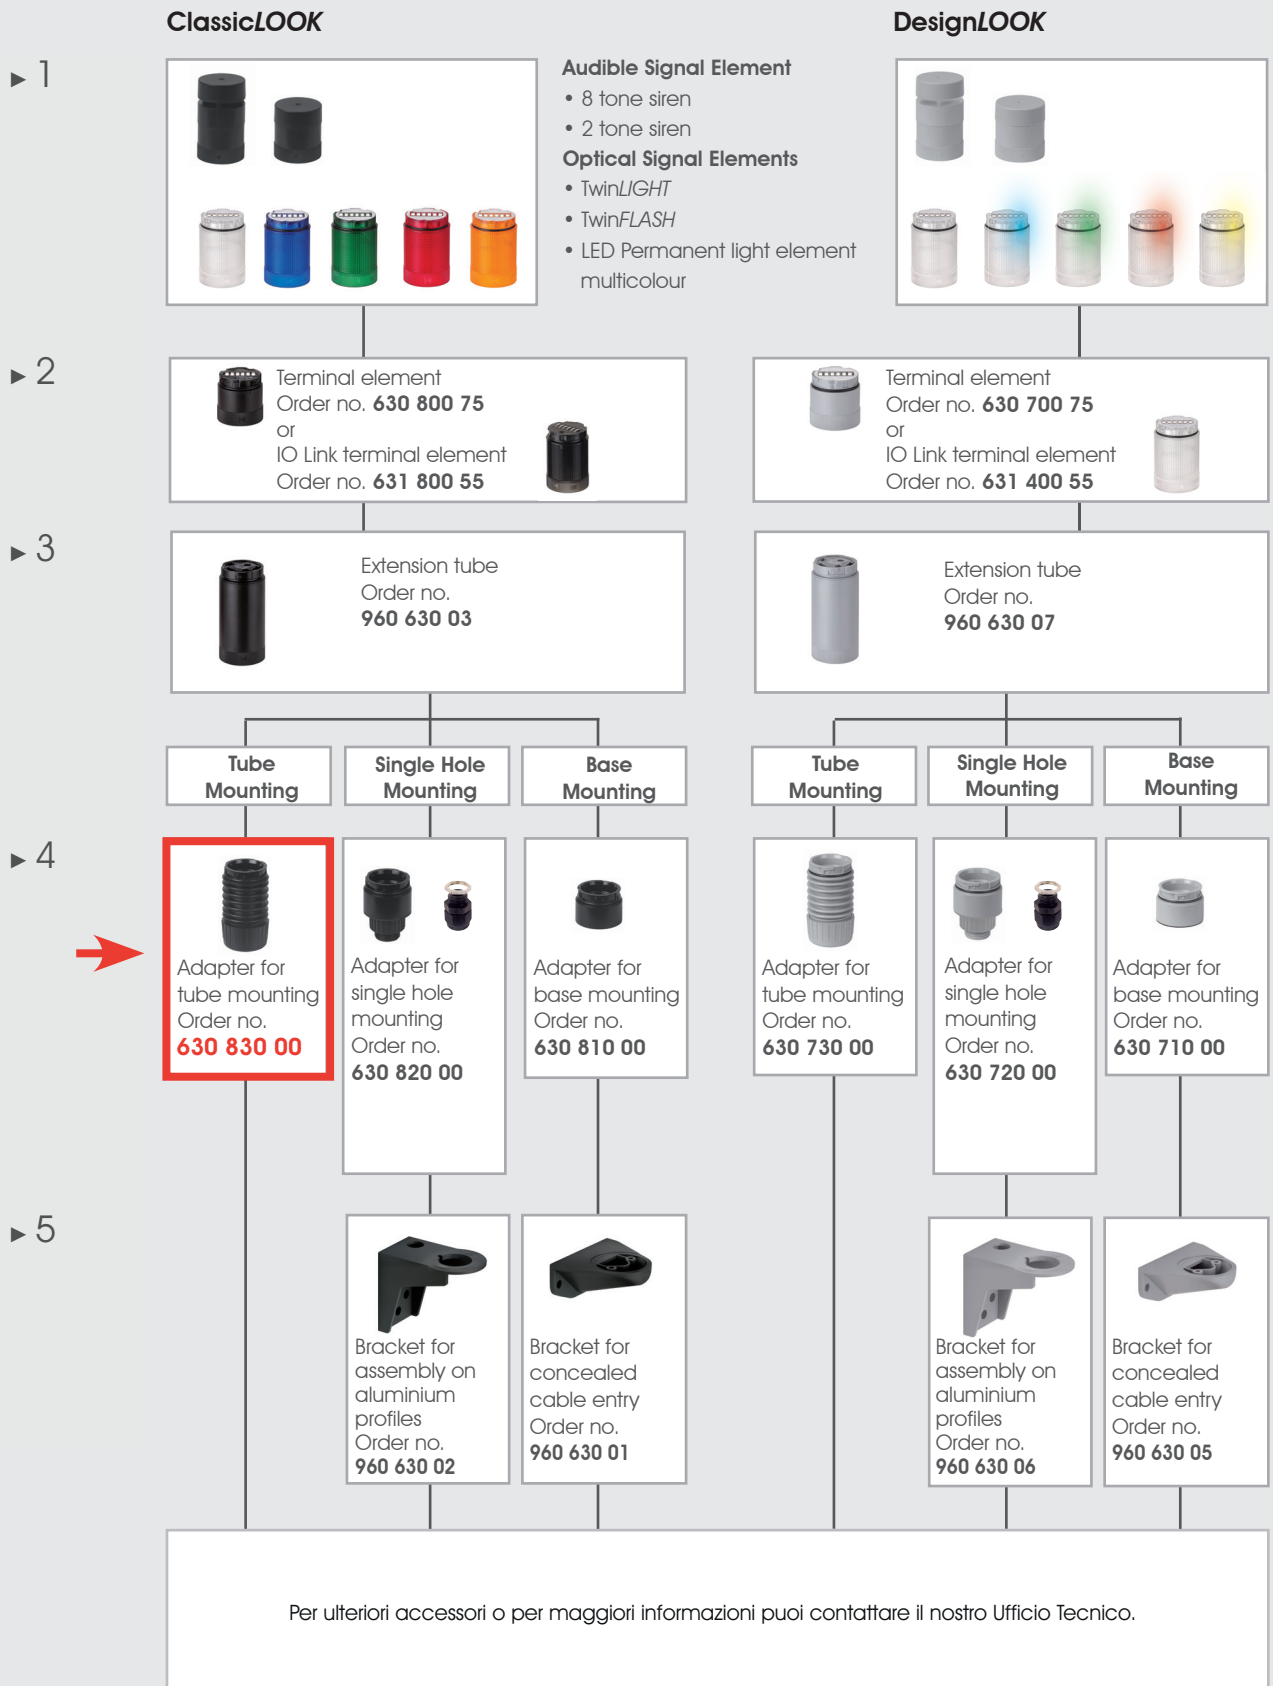 ClassicLOOK
DesignLOOK
► 1
Audible Signal Element
• 8 tone siren
• 2 tone siren
Optical Signal Elements
• TwinLIGHT
• TwinFLASH
• LED Permanent light element
multicolour
► 2
Terminal element
Order no. 630 800 75
or
IO Link terminal element
Order no. 631 800 55
Terminal element
Order no. 630 700 75
or
IO Link terminal element
Order no. 631 400 55
► 3
Extension tube
Order no.
960 630 03
Extension tube
Order no.
960 630 07
Tube
Mounting
Single Hole
Mounting
Base
Mounting
Tube
Mounting
Single Hole
Mounting
Base
Mounting
► 4
Adapter for
tube mounting
Order no.
630 830 00
Adapter for
single hole
mounting
Order no.
630 820 00
Adapter for
base mounting
Order no.
630 810 00
Adapter for
tube mounting
Order no.
630 730 00
Adapter for
single hole
mounting
Order no.
630 720 00
Adapter for
base mounting
Order no.
630 710 00
► 5
Bracket for
assembly on
aluminium
profiles
Order no.
960 630 02
Bracket for
concealed
cable entry
Order no.
960 630 01
Bracket for
assembly on
aluminium
profiles
Order no.
960 630 06
Bracket for
concealed
cable entry
Order no.
960 630 05
Per ulteriori accessori o per maggiori informazioni puoi contattare il nostro Ufficio Tecnico.